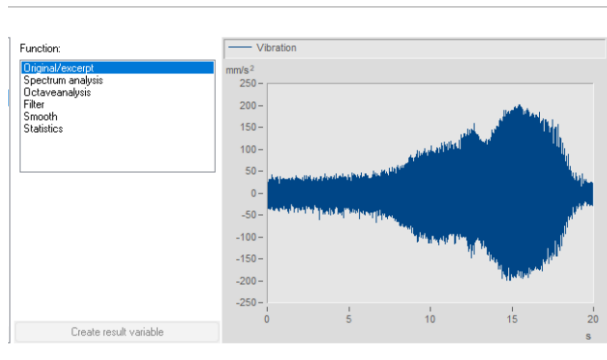 Function:
Original/excerpt
Spectrum analysis
Octaveanalysis
Filter
Smooth
Statistics
Create result variable
Vibration
mm/s²
250
200
150
100
50
0
-50
-100
-150
-200
-250
0 5 10 15 20
s